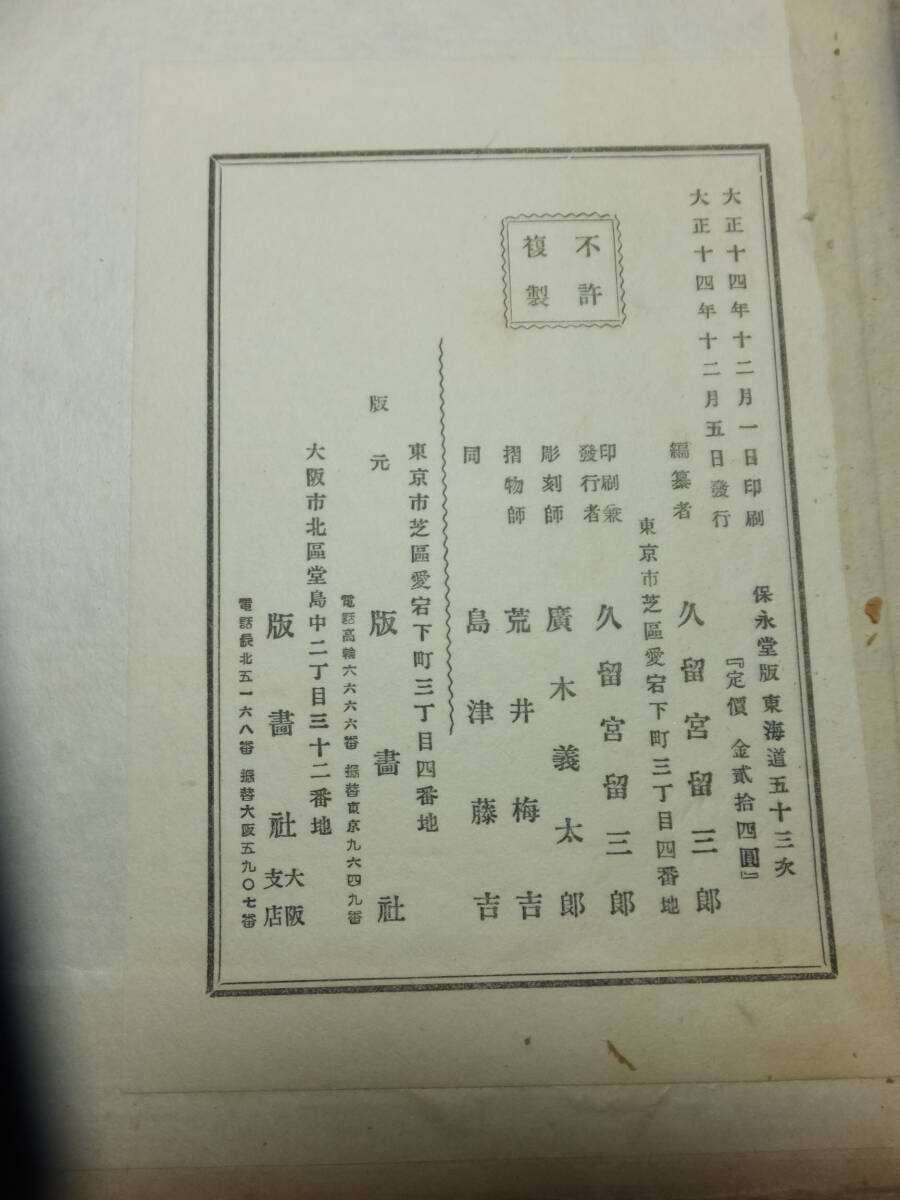 保永堂版 東海道五十三次
『定價 金貳拾四圓』
大正十四年十二月一日印刷
大正十四年十二月五日發行
編纂者 久留宮留三郎
東京市芝區愛宕下町三丁目四番地
印刷兼
發行者 久留宮留三郎
彫刻師 廣木義太郎
摺物師 荒井梅吉
同 島津藤吉
不許
複製
東京市芝區愛宕下町三丁目四番地
版元 版畵社
電話高輪六六六六番 振替東京九六四九番
大阪市北區堂島中二丁目三十二番地
版畵社 大阪
支店
電話長北五一六八番 振替大阪五九〇七番